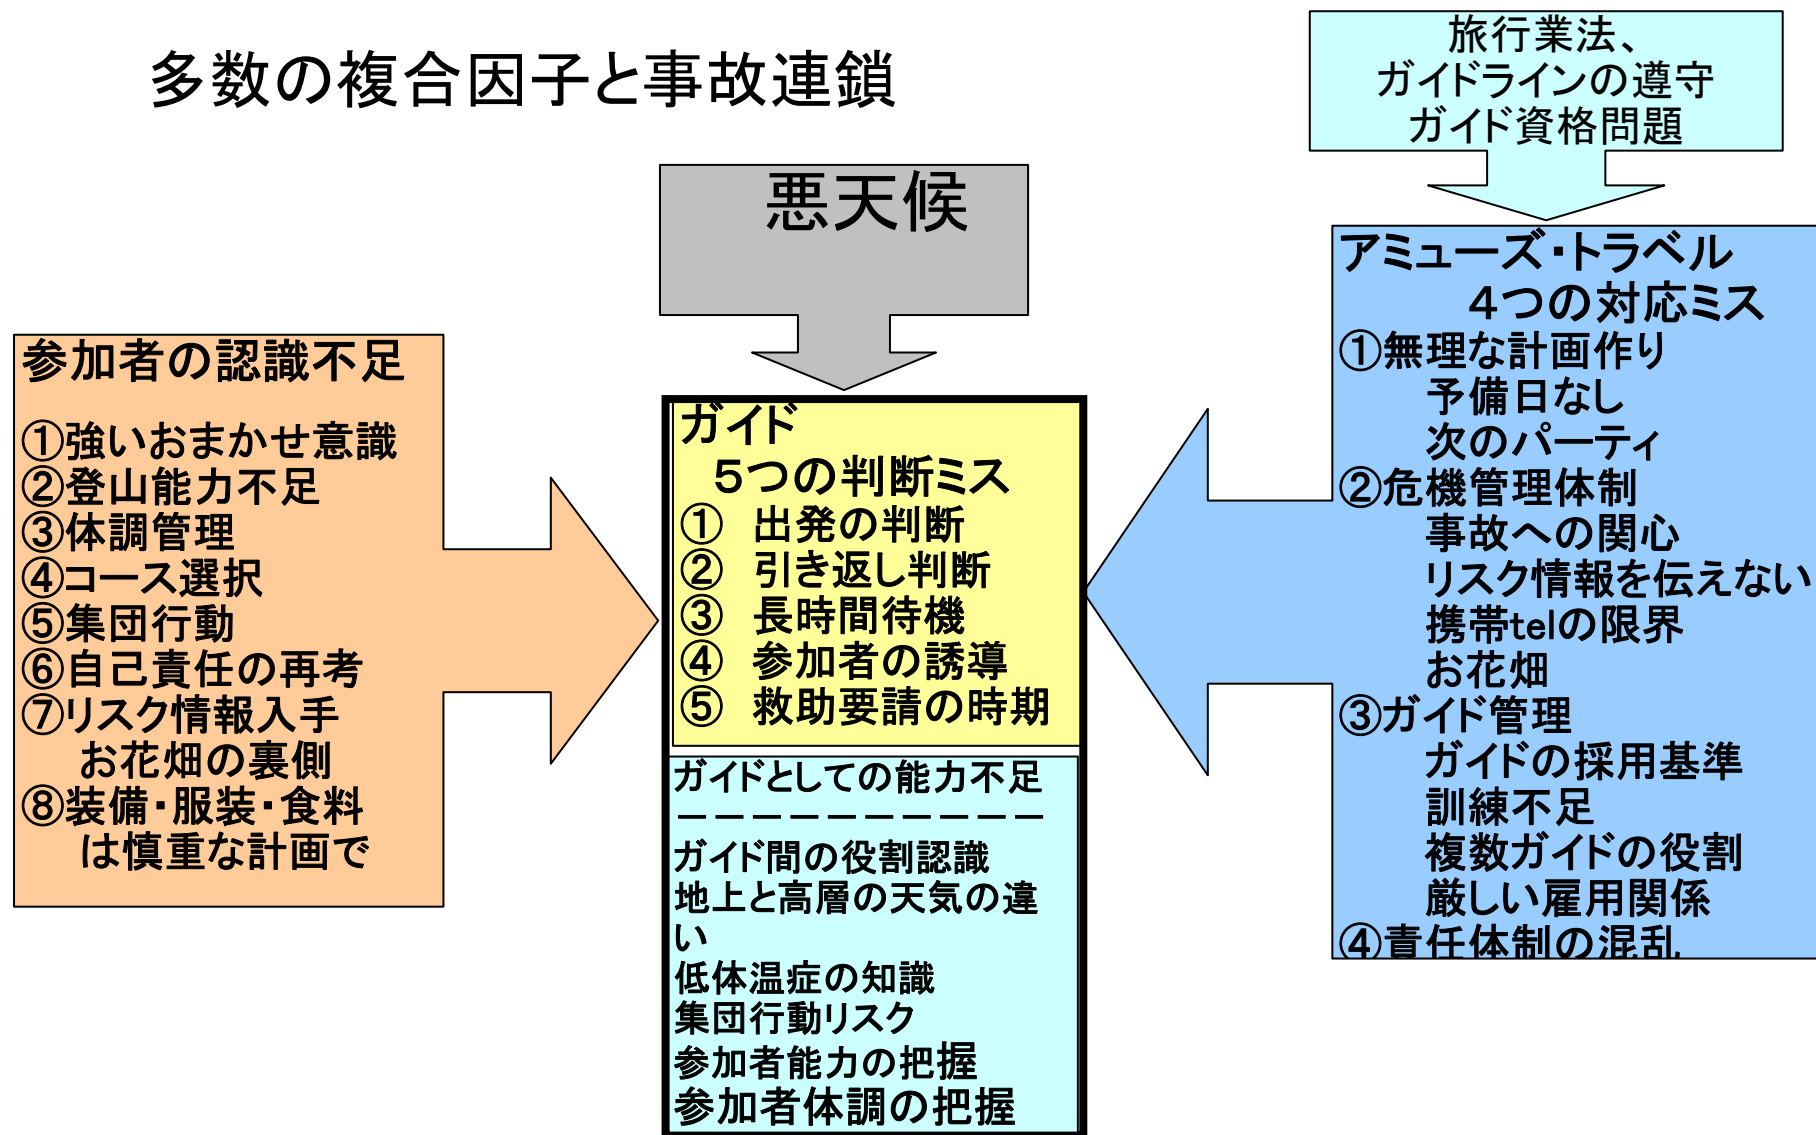 多数の複合因子と事故連鎖
旅行業法、
ガイドラインの遵守
ガイド資格問題
悪天候
参加者の認識不足
①強いおまかせ意識
②登山能力不足
③体調管理
④コース選択
⑤集団行動
⑥自己責任の再考
⑦リスク情報入手
お花畑の裏側
⑧装備・服装・食料
は慎重な計画で
ガイド
５つの判断ミス
① 出発の判断
② 引き返し判断
③ 長時間待機
④ 参加者の誘導
⑤ 救助要請の時期
ガイドとしての能力不足
－－－－－－－－－－
ガイド間の役割認識
地上と高層の天気の違
い
低体温症の知識
集団行動リスク
参加者能力の把握
参加者体調の把握
アミューズ・トラベル
４つの対応ミス
①無理な計画作り
予備日なし
次のパーティ
②危機管理体制
事故への関心
リスク情報を伝えない
携帯telの限界
お花畑
③ガイド管理
ガイドの採用基準
訓練不足
複数ガイドの役割
厳しい雇用関係
④責任体制の混乱